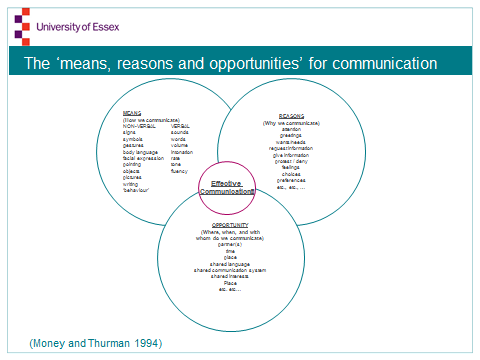 University of Essex
The ‘means, reasons and opportunities’ for communication
MEANS
(How we communicate)
NON-VERBAL VERBAL
signs sounds
symbols words
gestures volume
body language intonation
facial expression rate
pointing tone
objects fluency
pictures
writing
'behaviour'
REASONS
(Why we communicate)
attention
greetings
wants/needs
request information
give information
protest/ deny
feelings
choices
preferences
etc., etc., …
Effective
Communication
OPPORTUNITY
(Where, when, and with
whom do we communicate)
partner(s)
time
place
shared language
shared communication system
shared interests
Place
etc. etc…
(Money and Thurman 1994)